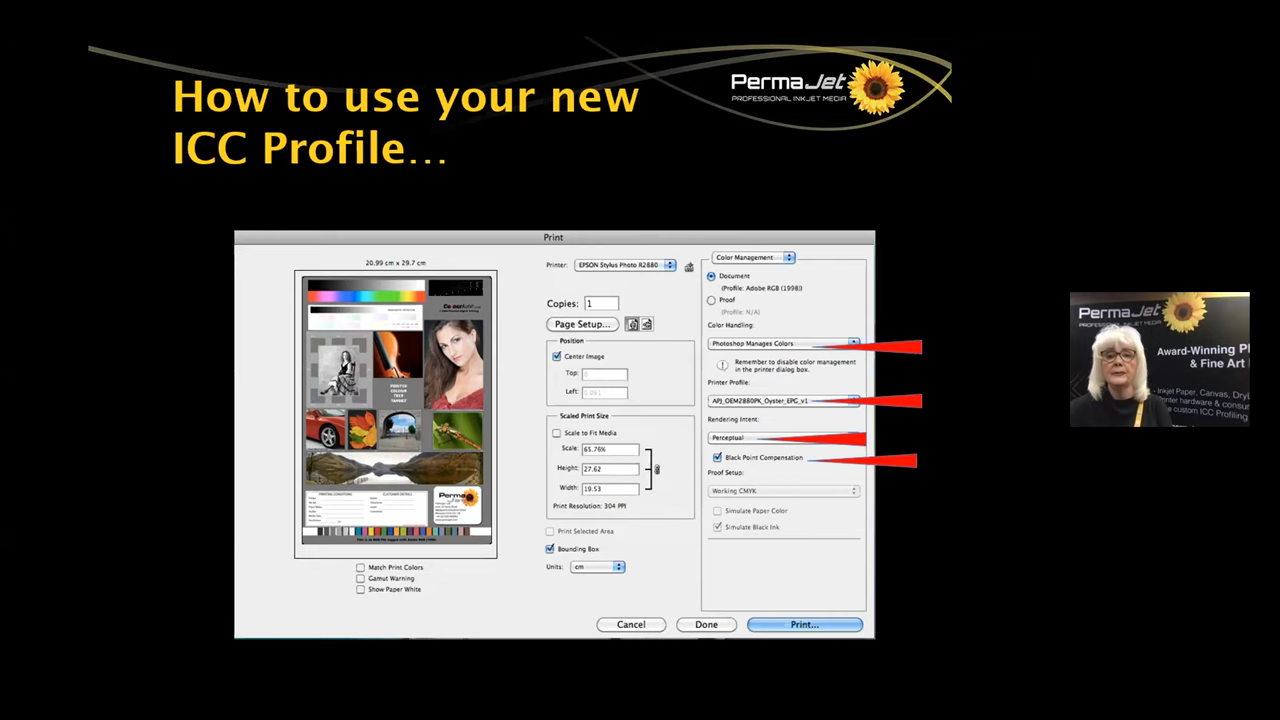 How to use your new
ICC Profile...
PERMAJET
PROFESSIONAL INKJET MEDIA
Print
20.99 cm x 29.7 cm
Match Print Colors
Gamut Warning
Show Paper White
Printer: EPSON Stylus Photo R2880
Copies: 1
Page Setup...
Position
Center Image
Top:
Left:
Scaled Print Size
Scale to Fit Media
Scale: 65.76%
Height: 27.62
Width: 19.53
Print Resolution: 304 PPI
Print Selected Area
Bounding Box
Units: cm
Color Management
Document
(Profile: Adobe RGB (1998))
Proof
(Profile: N/A)
Color Handling:
Photoshop Manages Colors
Remember to disable color management
in the printer dialog box.
Printer Profile:
APJ_OEM2880PK_Oyster_EPG_v1
Rendering Intent:
Perceptual
Black Point Compensation
Proof Setup:
Working CMYK
Simulate Paper Color
Simulate Black Ink
Cancel
Done
Print...
PERMAJET
Award-Winning
& Fine Art